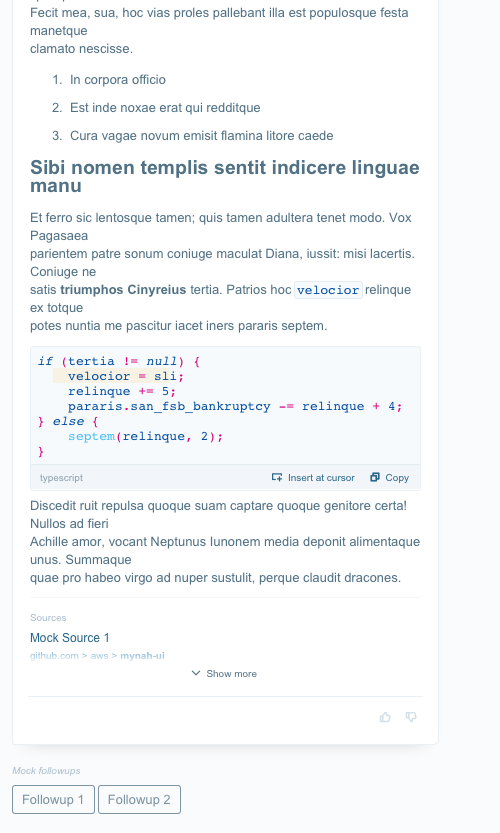 Fecit mea, sua, hoc vias proles pallebant illa est populosque festa
manetque
clamato nescisse.
1. In corpora officio
2. Est inde noxae erat qui redditque
3. Cura vagae novum emisit flamina litore caede
Sibi nomen templis sentit indicere linguae
manu
Et ferro sic lentosque tamen; quis tamen adultera tenet modo. Vox
Pagasaea
parientem patre sonum coniuge maculat Diana, iussit: misi lacertis.
Coniuge ne
satis triumphos Cinyreius tertia. Patrios hoc velocior relinque
ex totque
potes nuntia me pascitur iacet iners pararis septem.
if (tertia != null) {
    velocior = sli;
    relinque += 5;
    pararis.san_fsb_bankruptcy -= relinque + 4;
} else {
    septem(relinque, 2);
}
typescript Insert at cursor Copy
Discedit ruit repulsa quoque suam captare quoque genitore certa!
Nullos ad fieri
Achille amor, vocant Neptunus Iunonem media deponit alimentaque
unus. Summaque
quae pro habeo virgo ad nuper sustulit, perque claudit dracones.
Sources
Mock Source 1
github.com > aws > mynah-ui
Show more
Mock followups
Followup 1 Followup 2